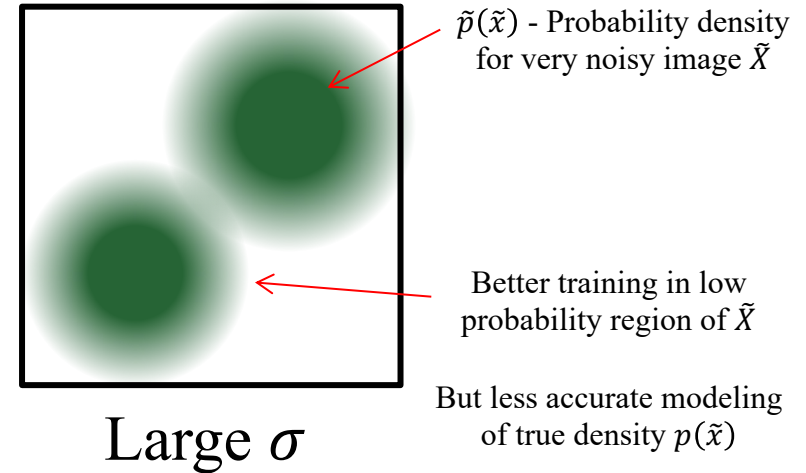 p̃(x̃) - Probability density
for very noisy image X̃
Better training in low
probability region of X̃
But less accurate modeling
of true density p(x̃)
Large σ